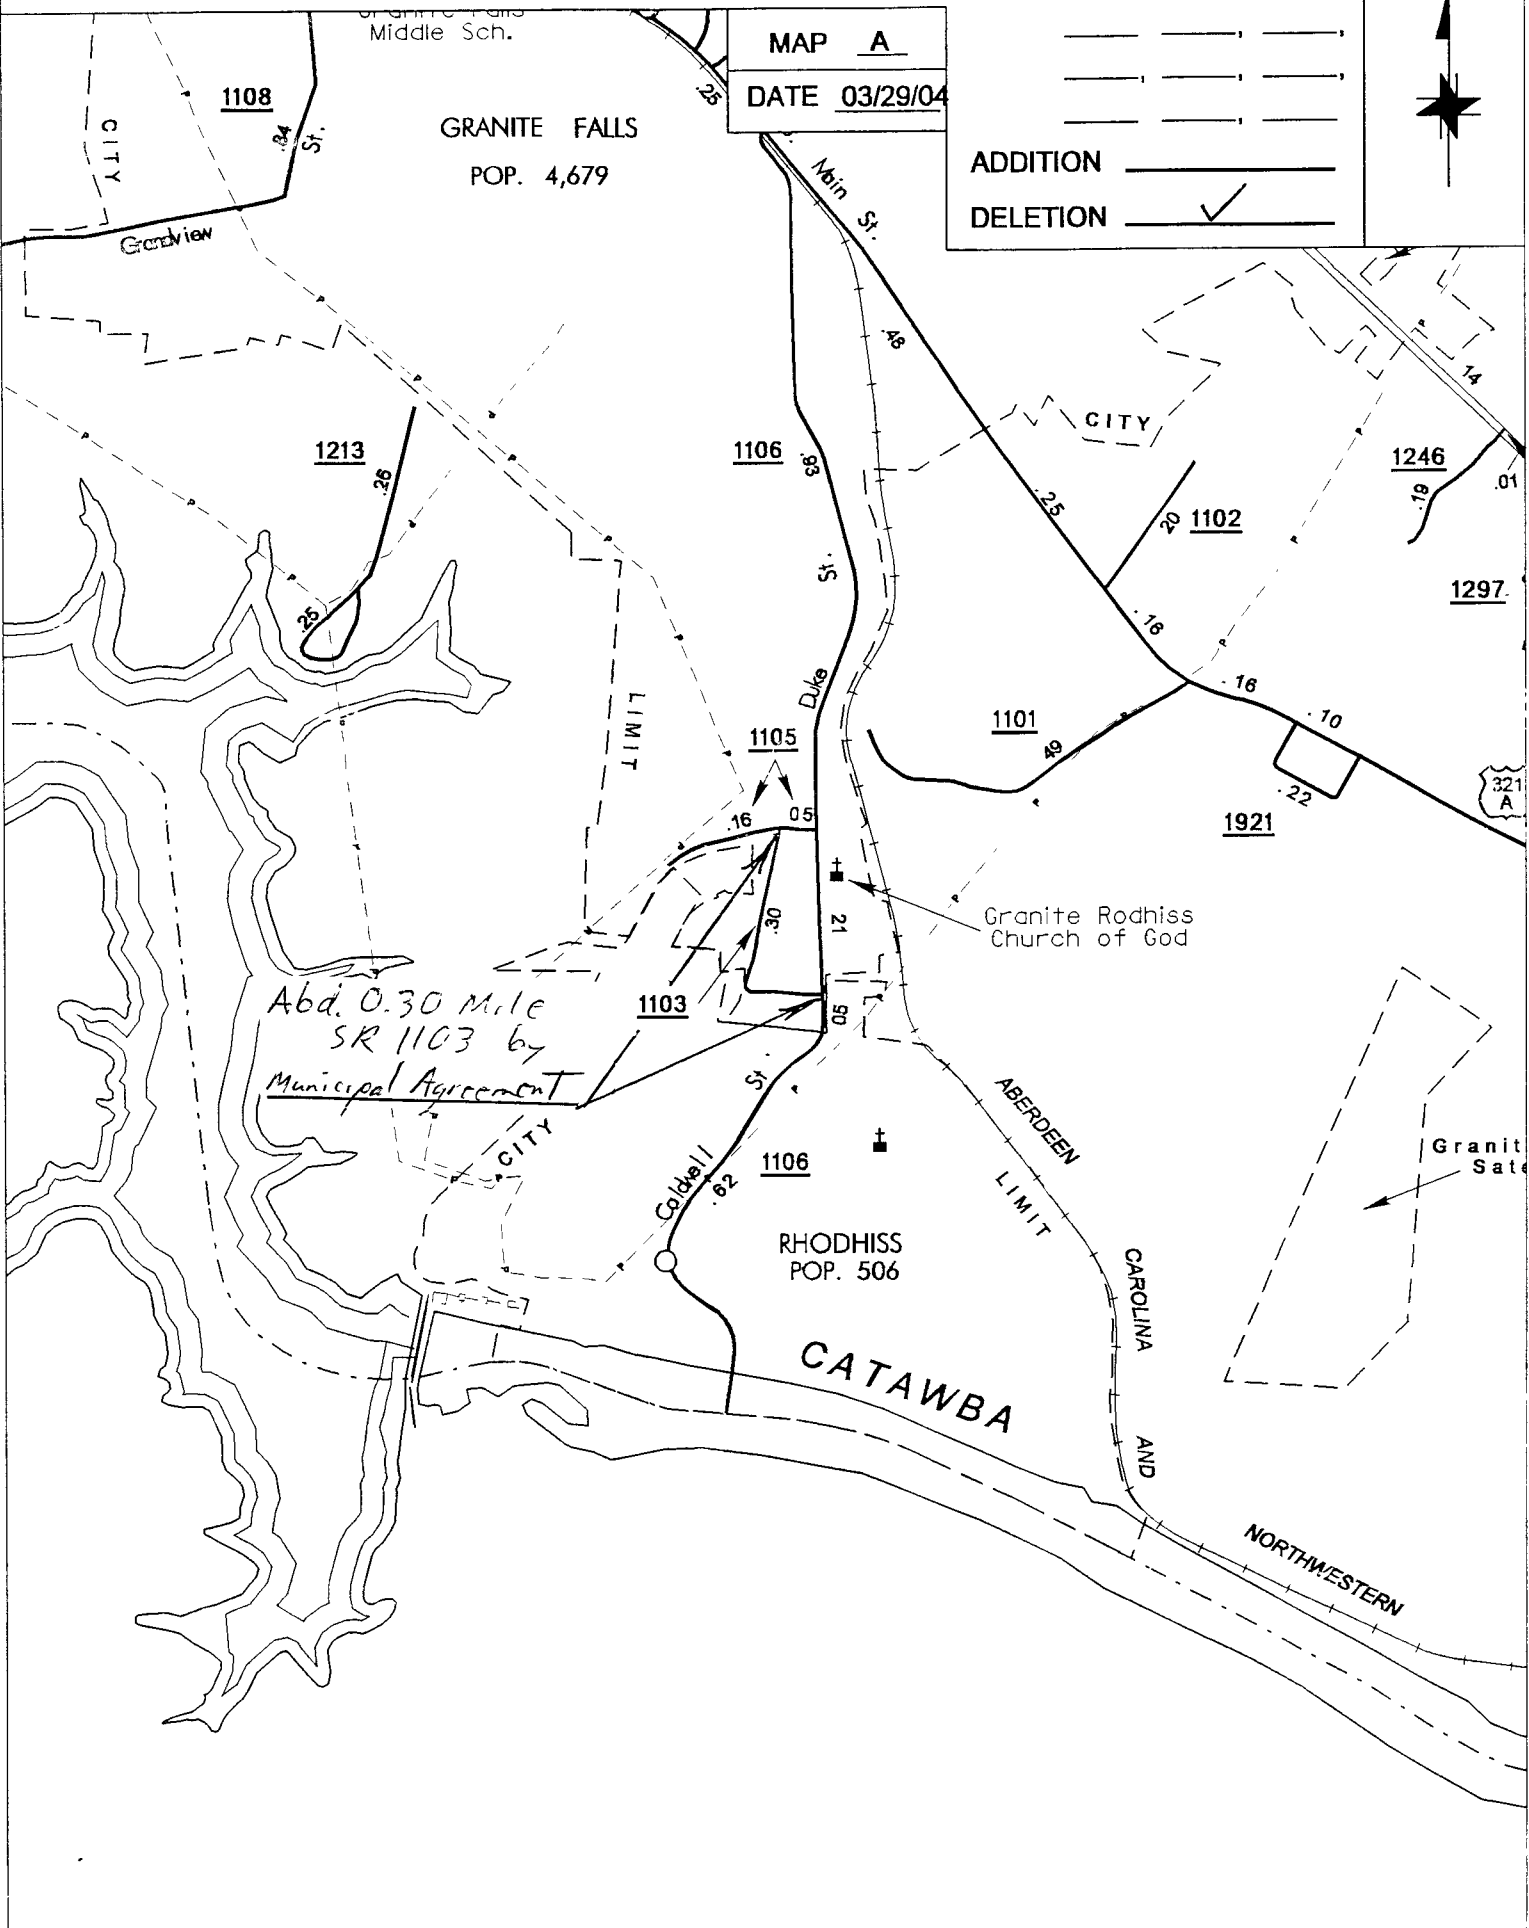 Middle Sch.
MAP A
DATE 03/29/04
ADDITION
DELETION ✓
1108
.84
St.
CITY
GRANITE FALLS
POP. 4,679
.25
Main
St.
Grandview
.48
14
CITY
1213
.26
1106
.93
.25
1102
20
1246
.19
.01
St.
.16
1297
.25
LIMIT
Duke
1105
1101
49
.16
.10
.22
1921
321
A
.16
05
.30
21
Granite Rodhiss
Church of God
Abd. 0.30 Mile
SR 1103 by
Municipal Agreement
1103
05
St
CITY
Caldwell
.62
1106
ABERDEEN
LIMIT
RHODHISS
POP. 506
CAROLINA
CATAWBA
AND
NORTHWESTERN